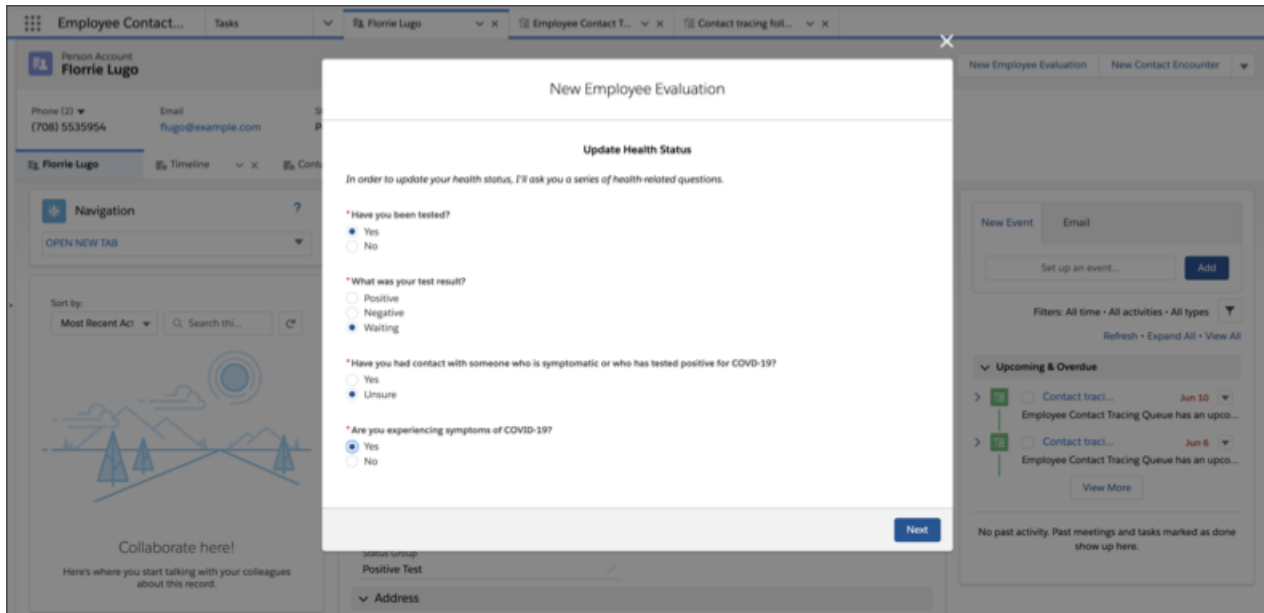 Employee Contact... Tasks Florrie Lugo Employee Contact T... Contact tracing foll...
Person Account
Florrie Lugo
New Employee Evaluation New Contact Encounter
Phone (2) Email
(708) 5535954 flugo@example.com
Florrie Lugo Timeline Conta
Navigation ?
OPEN NEW TAB
Sort by:
Most Recent Act Search thi...
Collaborate here!
Here's where you start talking with your colleagues
about this record.
New Employee Evaluation
Update Health Status
In order to update your health status, I'll ask you a series of health-related questions.
*Have you been tested?
Yes
No
*What was your test result?
Positive
Negative
Waiting
*Have you had contact with someone who is symptomatic or who has tested positive for COVD-19?
Yes
Unsure
*Are you experiencing symptoms of COVID-19?
Yes
No
Next
Status Group
Positive Test
Address
New Event Email
Set up an event... Add
Filters: All time • All activities • All types
Refresh • Expand All • View All
Upcoming & Overdue
Contact traci... Jun 10
Employee Contact Tracing Queue has an upco...
Contact traci... Jun 6
Employee Contact Tracing Queue has an upco...
View More
No past activity. Past meetings and tasks marked as done
show up here.